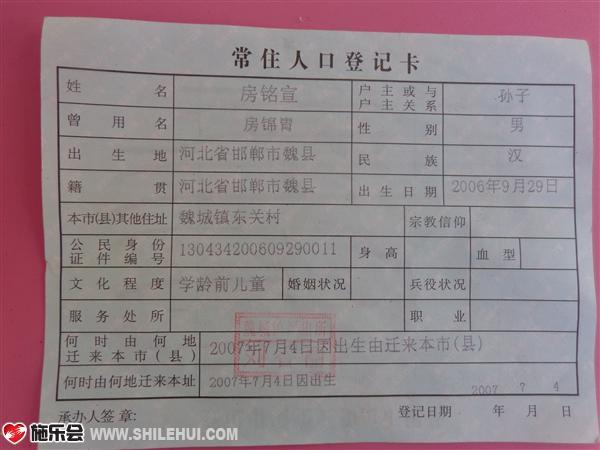 常住人口登记卡
姓名 房铭宣 户主或与户主关系 孙子
曾用名 房锦胄 性别 男
出生地 河北省邯郸市魏县 民族 汉
籍贯 河北省邯郸市魏县 出生日期 2006年9月29日
本市(县)其他住址 魏城镇东关村 宗教信仰
公民身份证件编号 130434200609290011 身高 血型
文化程度 学龄前儿童 婚姻状况 兵役状况
服务处所 职业
何时由何地迁来本市(县) 2007年7月4日因出生由迁来本市(县)
何时由何地迁来本址 2007年7月4日因出生
承办人签章: 登记日期 2007年7月4日
施乐会 WWW.SHILEHUI.COM